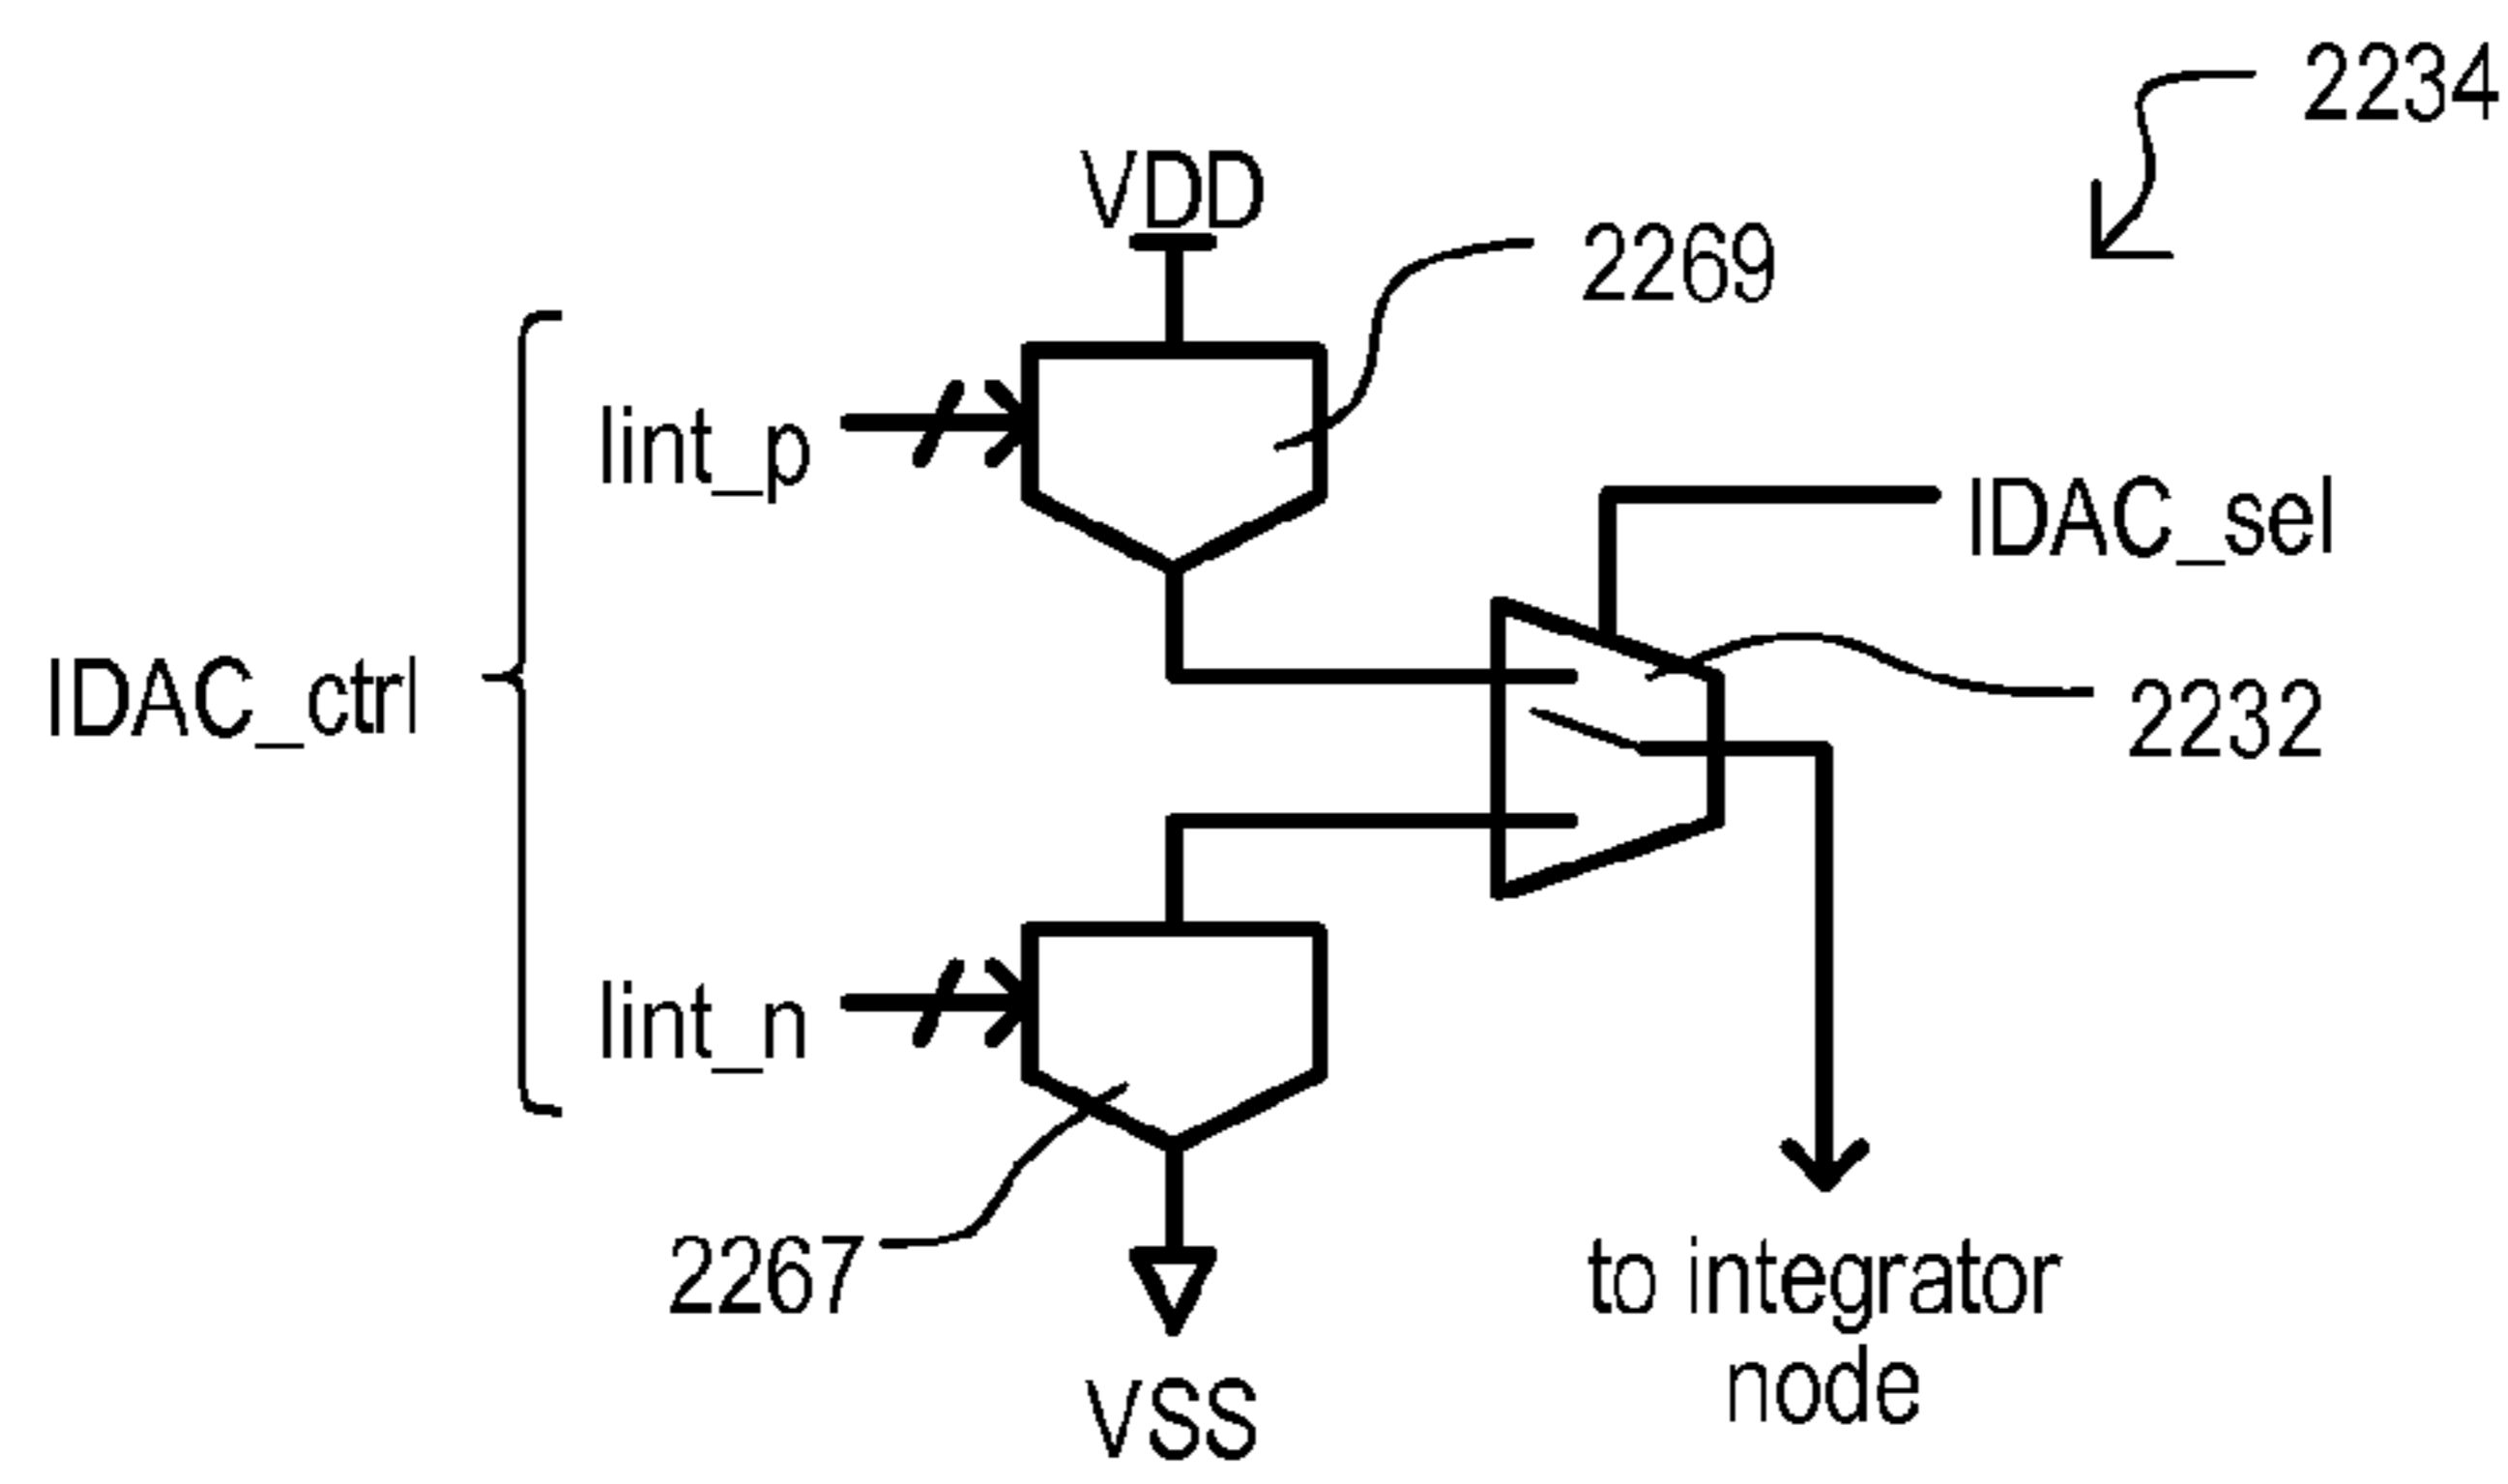 2234
VDD
2269
Iint_p
IDAC_sel
IDAC_ctrl
2232
Iint_n
2267
to integrator
node
VSS